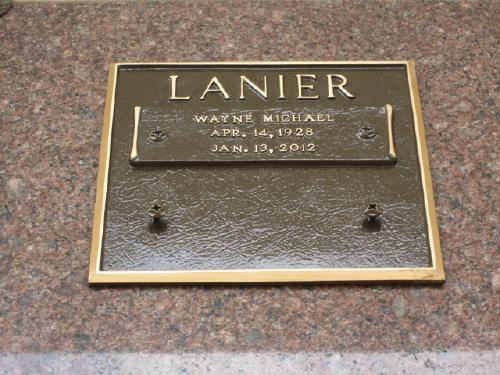 LANIER
WAYNE MICHAEL
APR. 14, 1928
JAN. 13, 2012